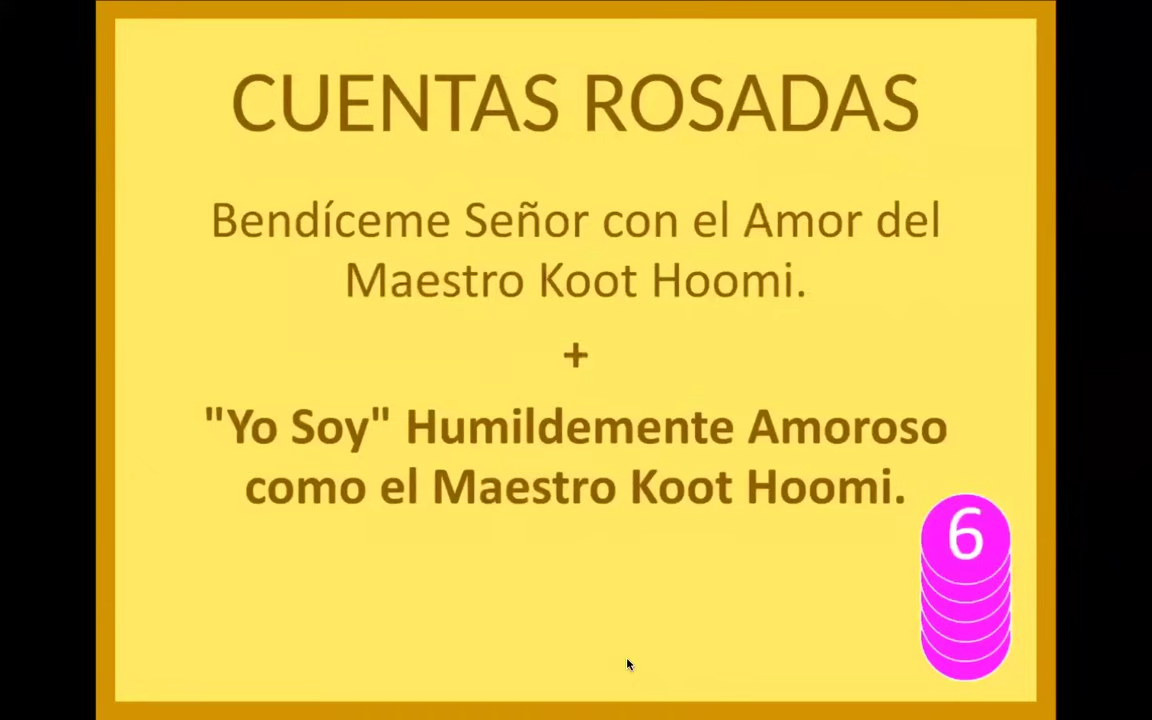 CUENTAS ROSADAS
Bendíceme Señor con el Amor del
Maestro Koot Hoomi.
+
"Yo Soy" Humildemente Amoroso
como el Maestro Koot Hoomi.
6